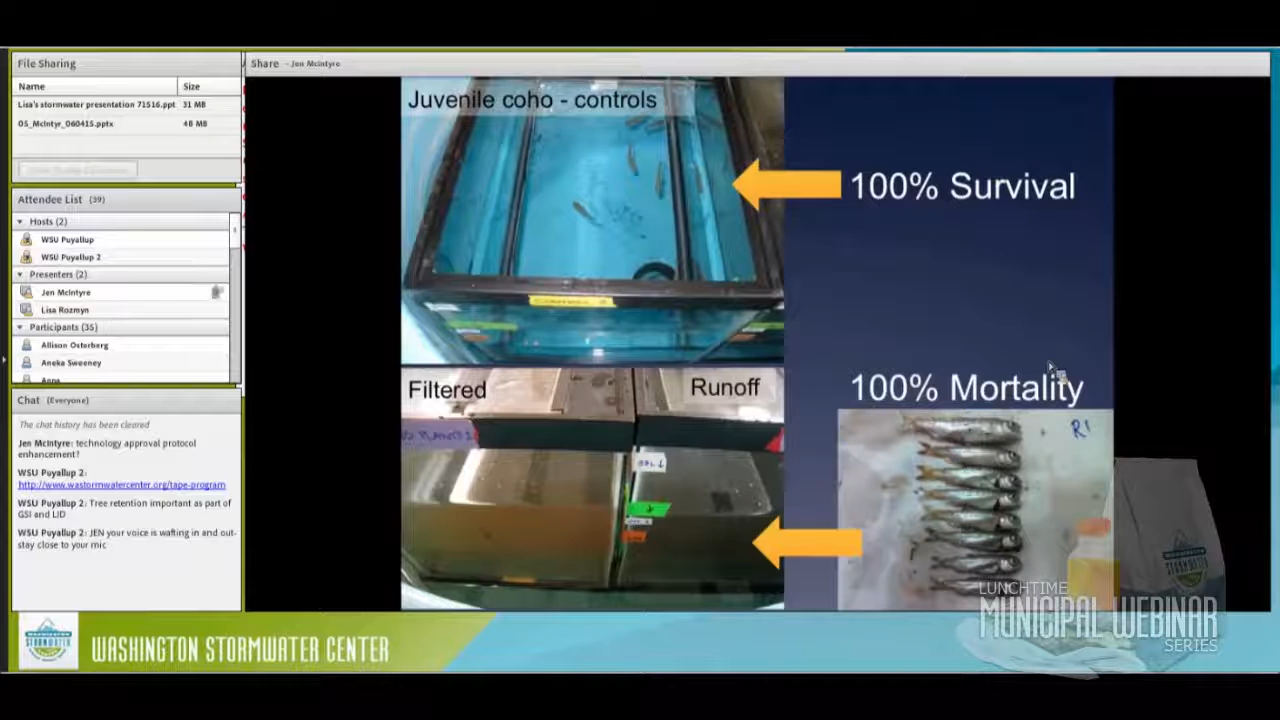 File Sharing
Name Size
Lisa's stormwater presentation 71516.ppt 31 MB
05_McIntyr_060415.pptx 48 MB
Attendee List (39)
Hosts (2)
WSU Puyallup
WSU Puyallup 2
Presenters (2)
Jen McIntyre
Lisa Rozmyn
Participants (35)
Allison Osterberg
Aneka Sweeney
Anna
Chat (Everyone)
The chat history has been cleared
Jen McIntyre: technology approval protocol
enhancement?
WSU Puyallup 2:
http://www.wastormwatercenter.org/tape-program
WSU Puyallup 2: Tree retention important as part of
GSI and LID
WSU Puyallup 2: JEN your voice is wafting in and out-
stay close to your mic
Share - Jen McIntyre
Juvenile coho - controls
100% Survival
Filtered
Runoff
100% Mortality
R1
LUNCHTIME
MUNICIPAL WEBINAR
SERIES
WASHINGTON
STORMWATER
WASHINGTON STORMWATER CENTER